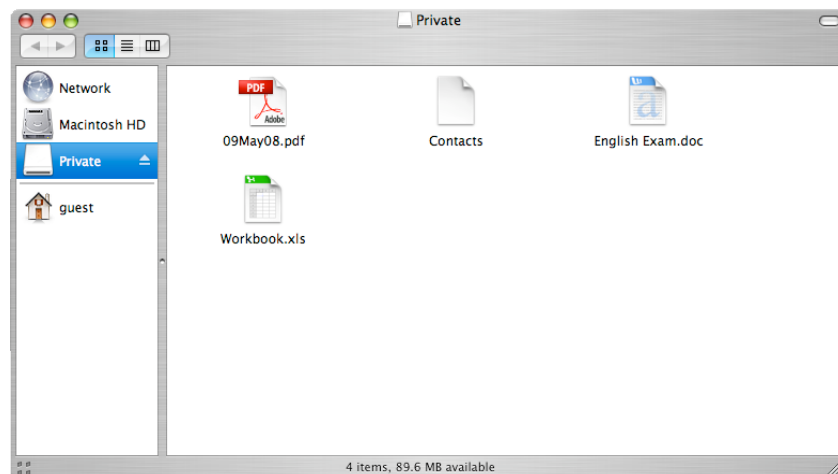 Private
Network
Macintosh HD
Private
guest
PDF
Adobe
09May08.pdf
Contacts
English Exam.doc
Workbook.xls
4 items, 89.6 MB available